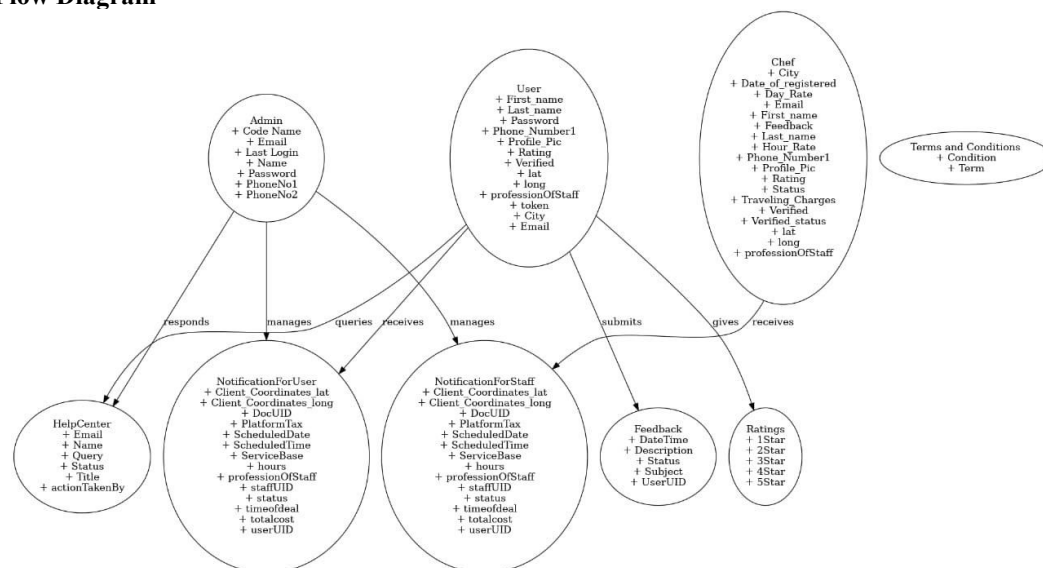 Flow Diagram
Admin
+ Code Name
+ Email
+ Last Login
+ Name
+ Password
+ PhoneNo1
+ PhoneNo2
User
+ First_name
+ Last_name
+ Password
+ Phone_Number1
+ Profile_Pic
+ Rating
+ Verified
+ lat
+ long
+ professionOfStaff
+ token
+ City
+ Email
Chef
+ City
+ Date_of_registered
+ Day_Rate
+ Email
+ First_name
+ Feedback
+ Last_name
+ Hour_Rate
+ Phone_Number1
+ Profile_Pic
+ Rating
+ Status
+ Traveling_Charges
+ Verified
+ Verified_status
+ lat
+ long
+ professionOfStaff
Terms and Conditions
+ Condition
+ Term
responds
manages
queries
receives
manages
submits
gives
receives
HelpCenter
+ Email
+ Name
+ Query
+ Status
+ Title
+ actionTakenBy
NotificationForUser
+ Client_Coordinates_lat
+ Client_Coordinates_long
+ DocUID
+ PlatformTax
+ ScheduledDate
+ ScheduledTime
+ ServiceBase
+ hours
+ professionOfStaff
+ staffUID
+ status
+ timeofdeal
+ totalcost
+ userUID
NotificationForStaff
+ Client_Coordinates_lat
+ Client_Coordinates_long
+ DocUID
+ PlatformTax
+ ScheduledDate
+ ScheduledTime
+ ServiceBase
+ hours
+ professionOfStaff
+ staffUID
+ status
+ timeofdeal
+ totalcost
+ userUID
Feedback
+ DateTime
+ Description
+ Status
+ Subject
+ UserUID
Ratings
+ 1Star
+ 2Star
+ 3Star
+ 4Star
+ 5Star